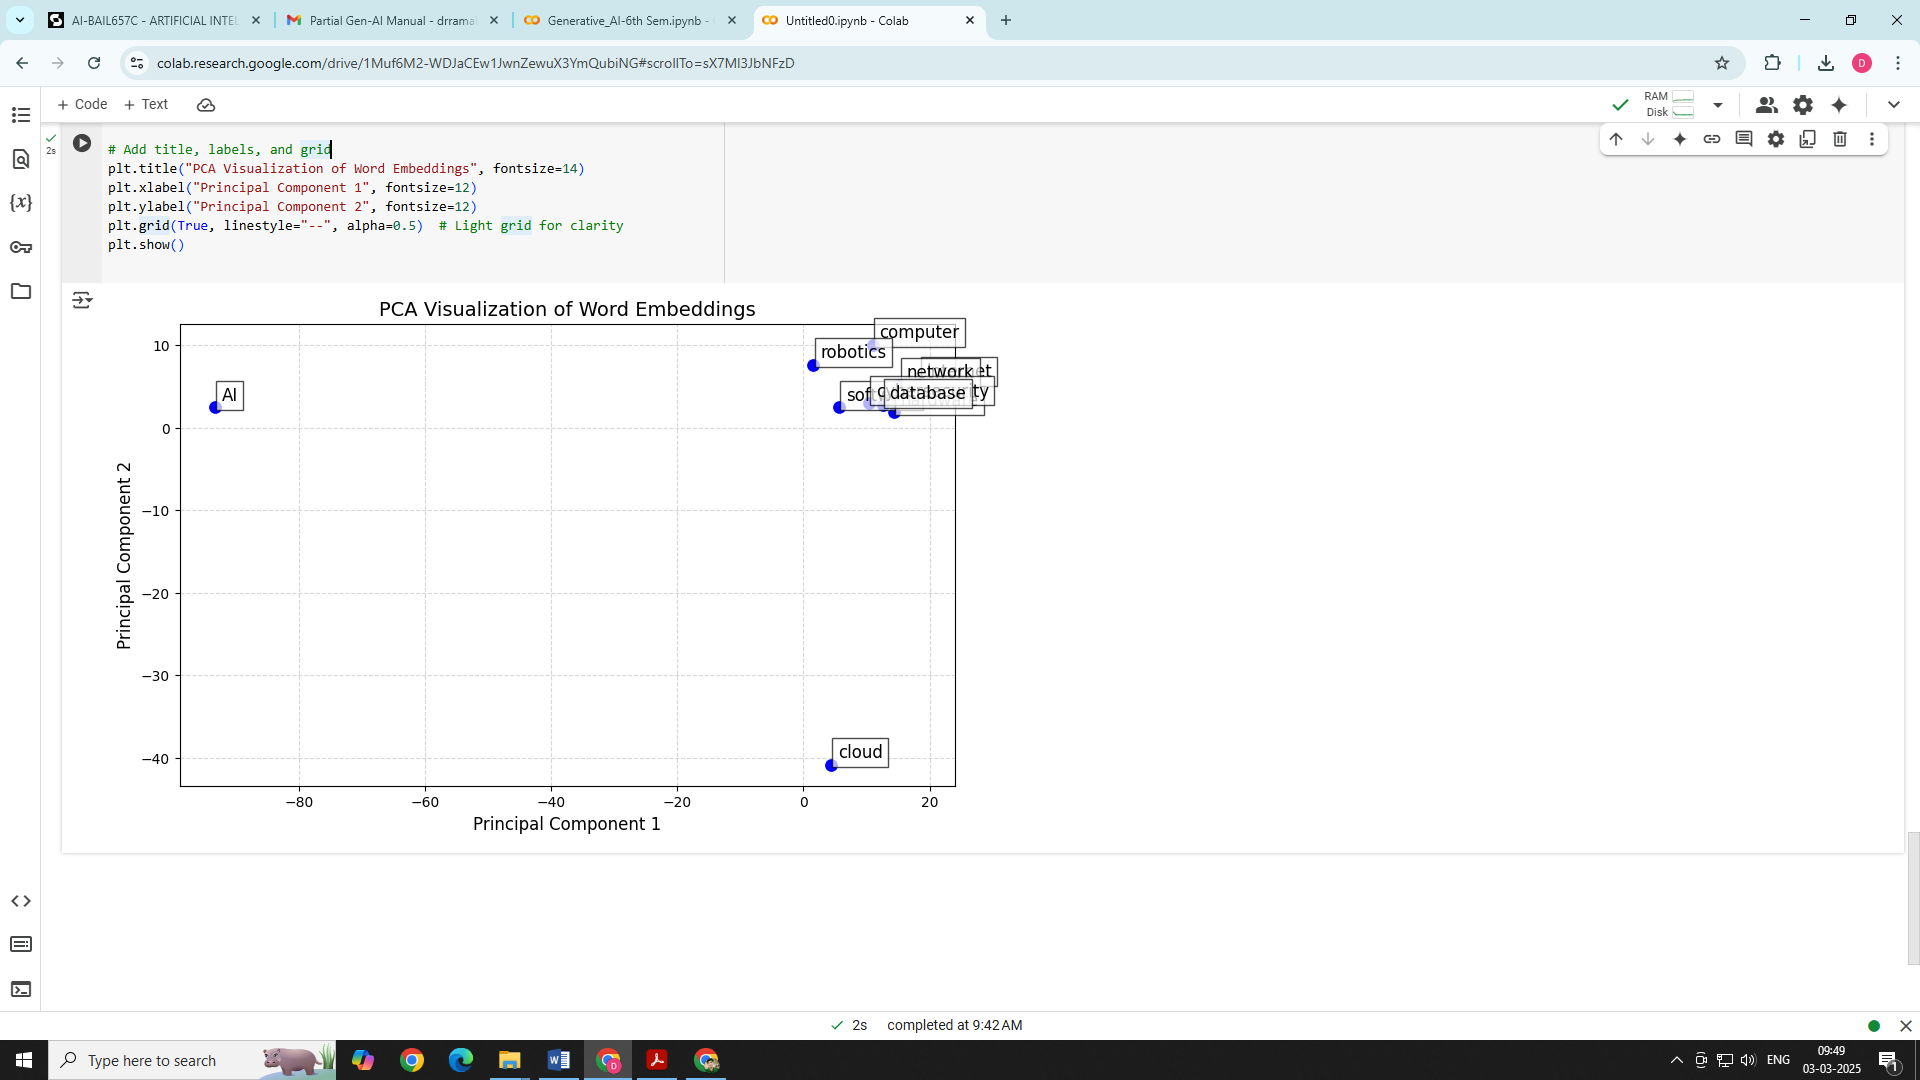 AI-BAIL657C - ARTIFICIAL INTEL
Partial Gen-AI Manual - drrama
Generative_AI-6th Sem.ipynb -
Untitled0.ipynb - Colab
colab.research.google.com/drive/1Muf6M2-WDJaCEw1JwnZewuX3YmQubiNG#scrollTo=sX7Ml3JbNFzD
D
+ Code + Text
RAM
Disk
2s
# Add title, labels, and grid
plt.title("PCA Visualization of Word Embeddings", fontsize=14)
plt.xlabel("Principal Component 1", fontsize=12)
plt.ylabel("Principal Component 2", fontsize=12)
plt.grid(True, linestyle="--", alpha=0.5)  # Light grid for clarity
plt.show()
{x}
PCA Visualization of Word Embeddings
computer
robotics
network
database
AI
cloud
10
0
−10
−20
−30
−40
Principal Component 2
−80 −60 −40 −20 0 20
Principal Component 1
2s completed at 9:42 AM
Type here to search
ENG
09:49
03-03-2025
1